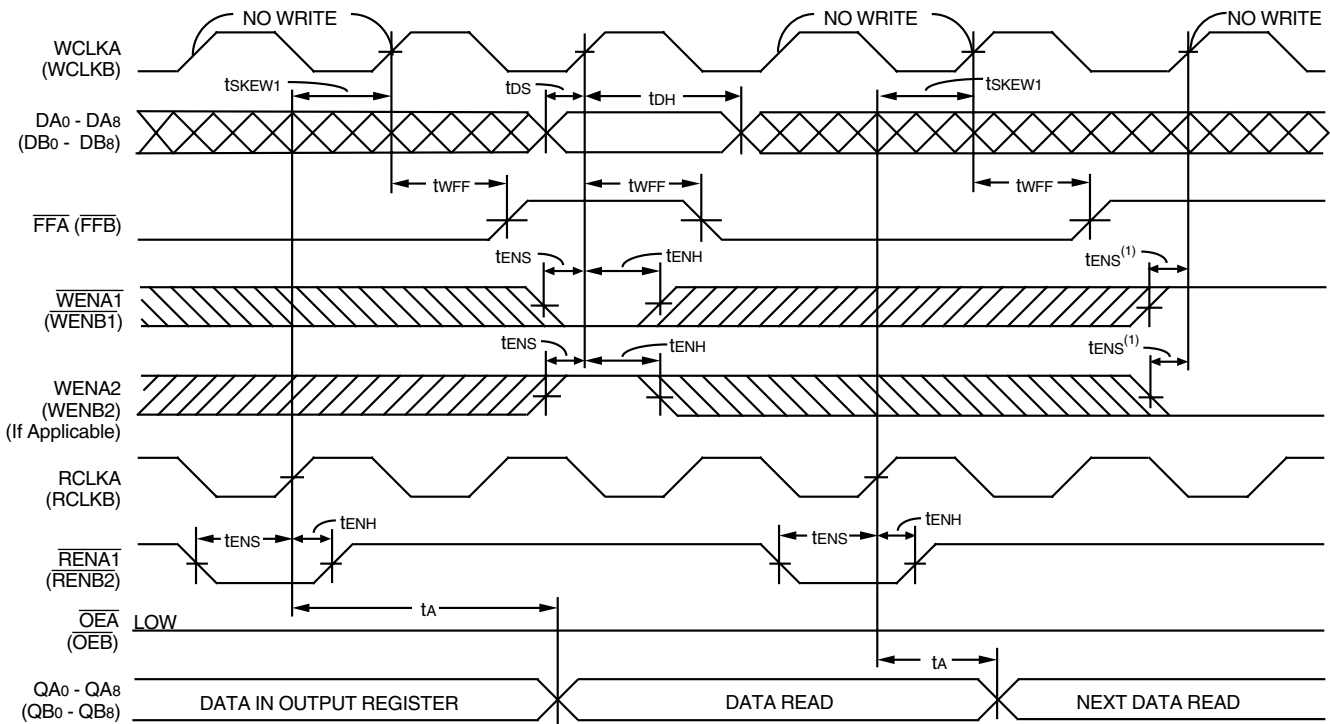 NO WRITE
NO WRITE
NO WRITE
WCLKA
(WCLKB)
tSKEW1
tDS
tDH
tSKEW1
DA0 - DA8
(DB0 - DB8)
tWFF
tWFF
tWFF
FFA (FFB)
tENS
tENH
tENS(1)
WENA1
(WENB1)
tENS
tENH
tENS(1)
WENA2
(WENB2)
(If Applicable)
RCLKA
(RCLKB)
tENS
tENH
tENS
tENH
RENA1
(RENB2)
tA
OEA
(OEB)
LOW
tA
QA0 - QA8
(QB0 - QB8)
DATA IN OUTPUT REGISTER
DATA READ
NEXT DATA READ